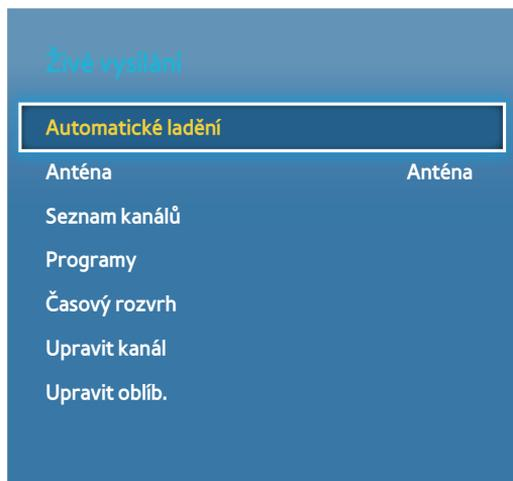 Živé vysílání
Automatické ladění
Anténa Anténa
Seznam kanálů
Programy
Časový rozvrh
Upravit kanál
Upravit oblíb.